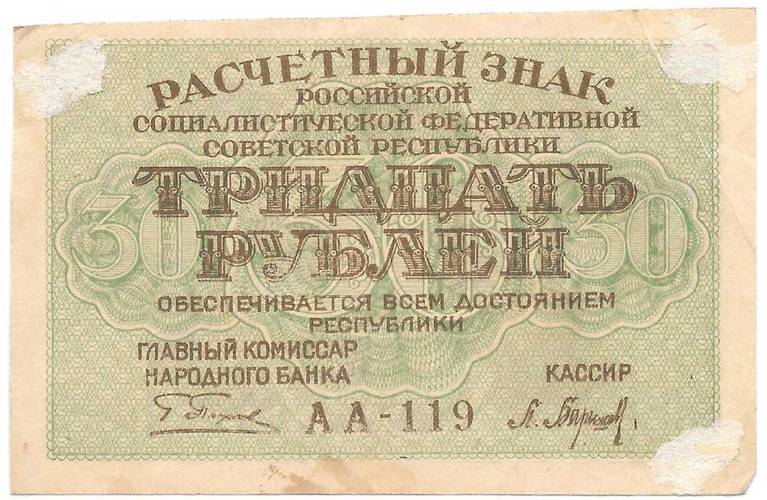 РАСЧЕТНЫЙ ЗНАК
РОССИЙСКОЙ
СОЦИАЛИСТИЧЕСКОЙ ФЕДЕРАТИВНОЙ
СОВЕТСКОЙ РЕСПУБЛИКИ
30 ТРИДЦАТЬ 30
РУБЛЕЙ
ОБЕСПЕЧИВАЕТСЯ ВСЕМ ДОСТОЯНИЕМ
РЕСПУБЛИКИ
ГЛАВНЫЙ КОМИССАР
НАРОДНОГО БАНКА КАССИР
АА-119